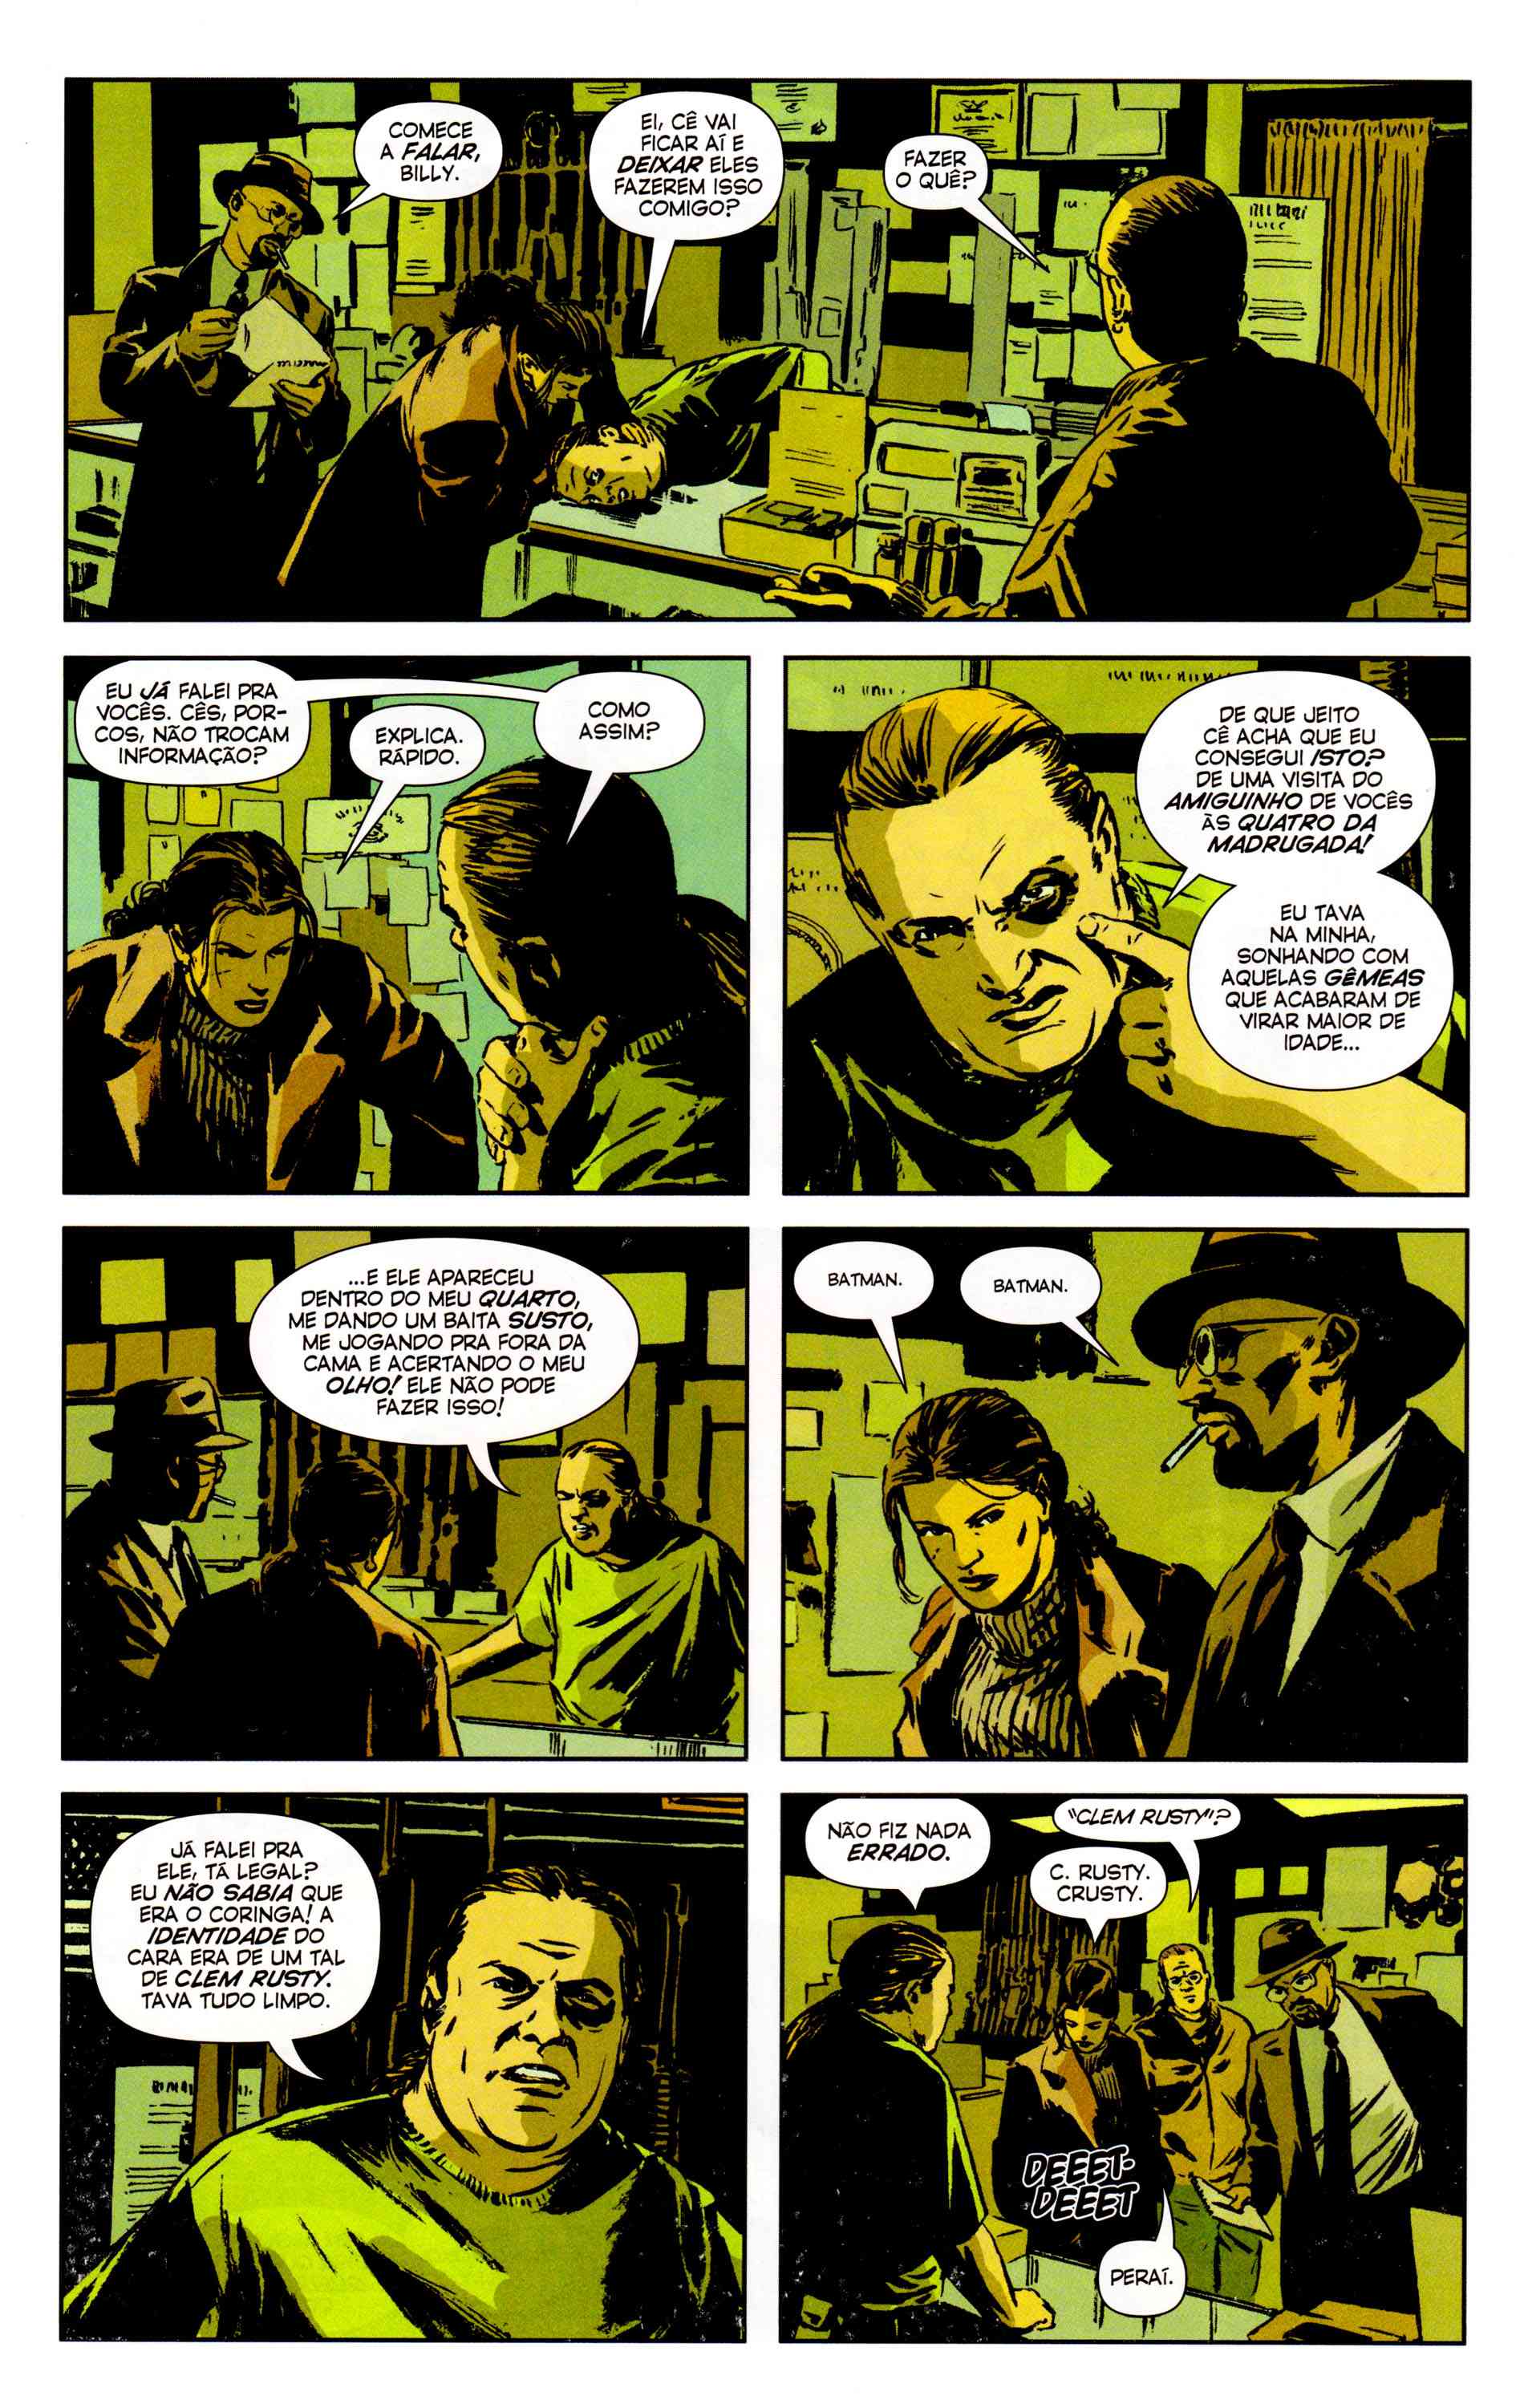 COMECE
A FALAR,
BILLY.
EI, CÊ VAI
FICAR AÍ E
DEIXAR ELES
FAZEREM ISSO
COMIGO?
FAZER
O QUÊ?
EU JÁ FALEI PRA
VOCÊS. CÊS, POR-
COS, NÃO TROCAM
INFORMAÇÃO?
EXPLICA.
RÁPIDO.
COMO
ASSIM?
DE QUE JEITO
CÊ ACHA QUE EU
CONSEGUI ISTO?
DE UMA VISITA DO
AMIGUINHO DE VOCÊS
ÀS QUATRO DA
MADRUGADA!
EU TAVA
NA MINHA,
SONHANDO COM
AQUELAS GÊMEAS
QUE ACABARAM DE
VIRAR MAIOR DE
IDADE...
...E ELE APARECEU
DENTRO DO MEU QUARTO,
ME DANDO UM BAITA SUSTO,
ME JOGANDO PRA FORA DA
CAMA E ACERTANDO O MEU
OLHO! ELE NÃO PODE
FAZER ISSO!
BATMAN.
BATMAN.
JÁ FALEI PRA
ELE, TÁ LEGAL?
EU NÃO SABIA QUE
ERA O CORINGA! A
IDENTIDADE DO
CARA ERA DE UM TAL
DE CLEM RUSTY.
TAVA TUDO LIMPO.
NÃO FIZ NADA
ERRADO.
"CLEM RUSTY"?
C. RUSTY.
CRUSTY.
DEEET-
DEEET
PERAÍ.